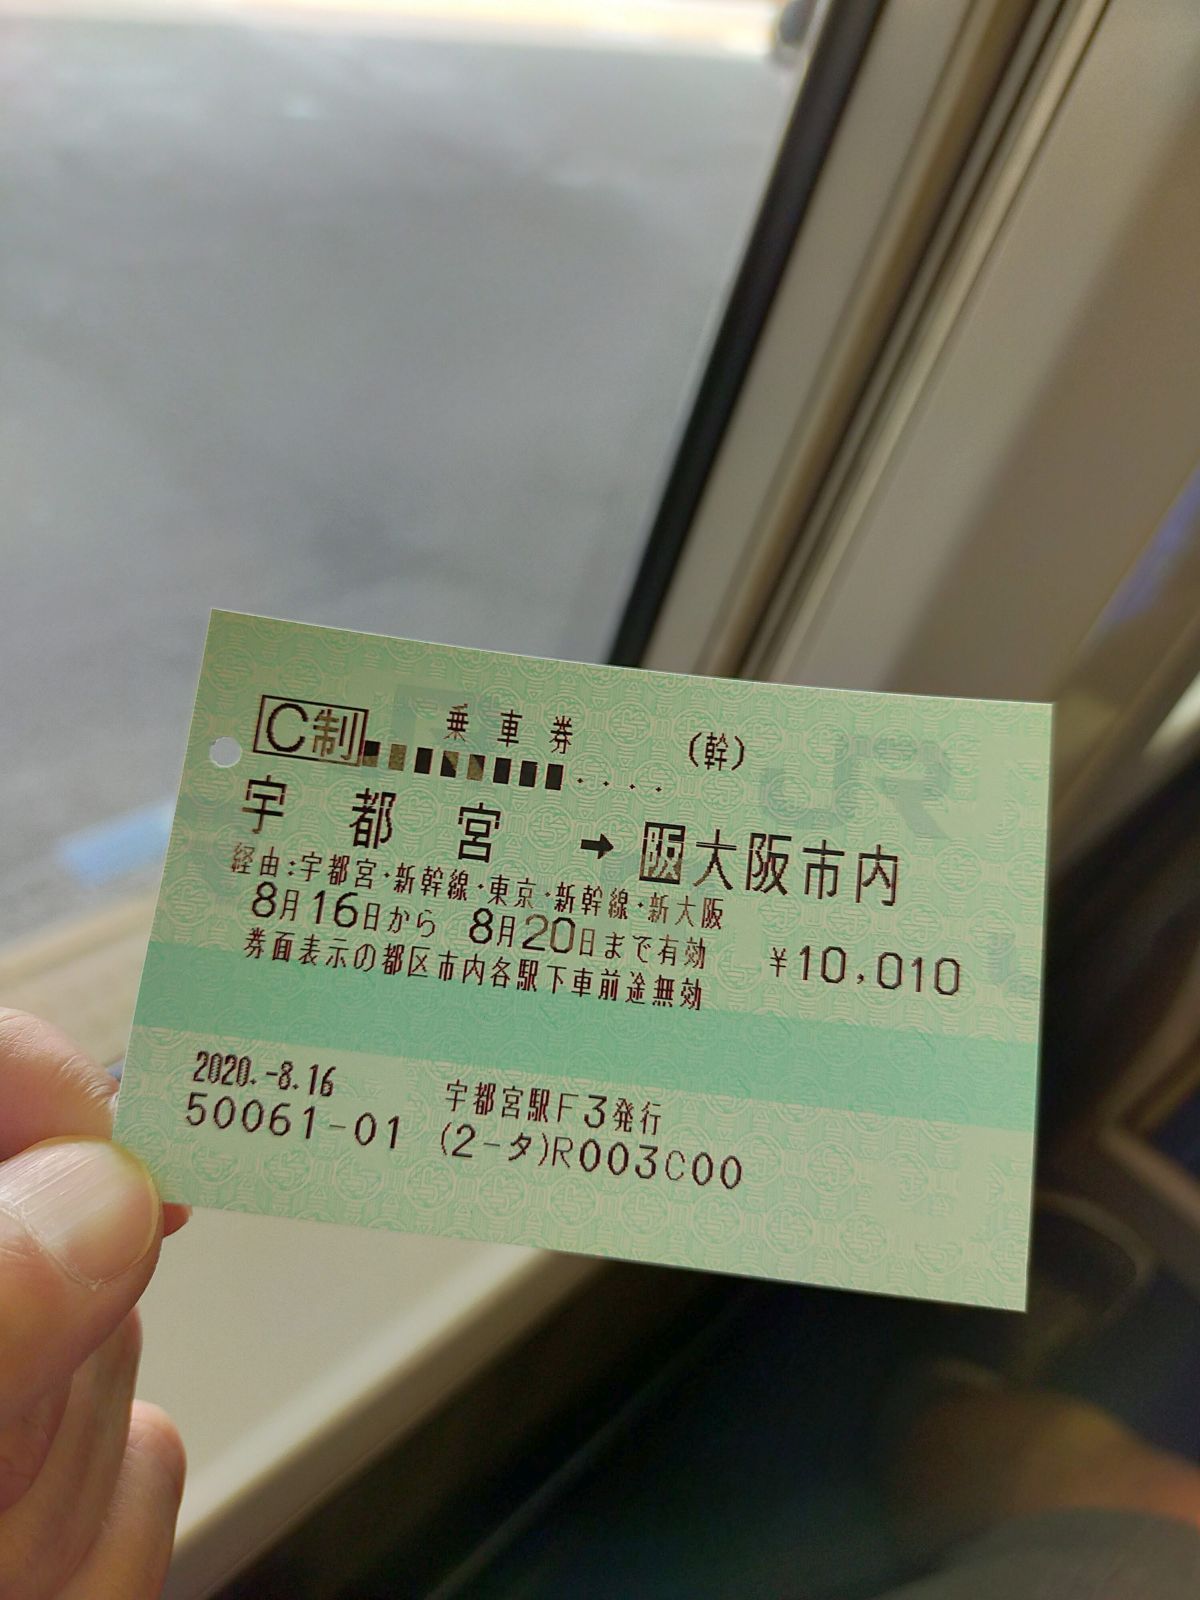 C制 乗車券 (幹)
宇都宮 ➡ 阪大阪市内
経由:宇都宮・新幹線・東京・新幹線・新大阪
8月16日から 8月20日まで有効 ¥10,010
券面表示の都区市内各駅下車前途無効
2020.-8.16 宇都宮駅F3発行
50061-01 (2-タ)R003C00
JR